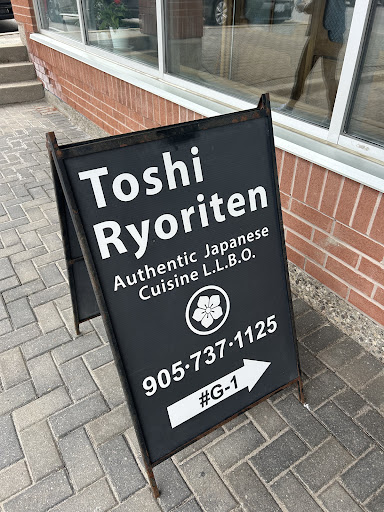 Toshi
Ryoriten
Authentic Japanese
Cuisine L.L.B.O.
905·737·1125
#G-1